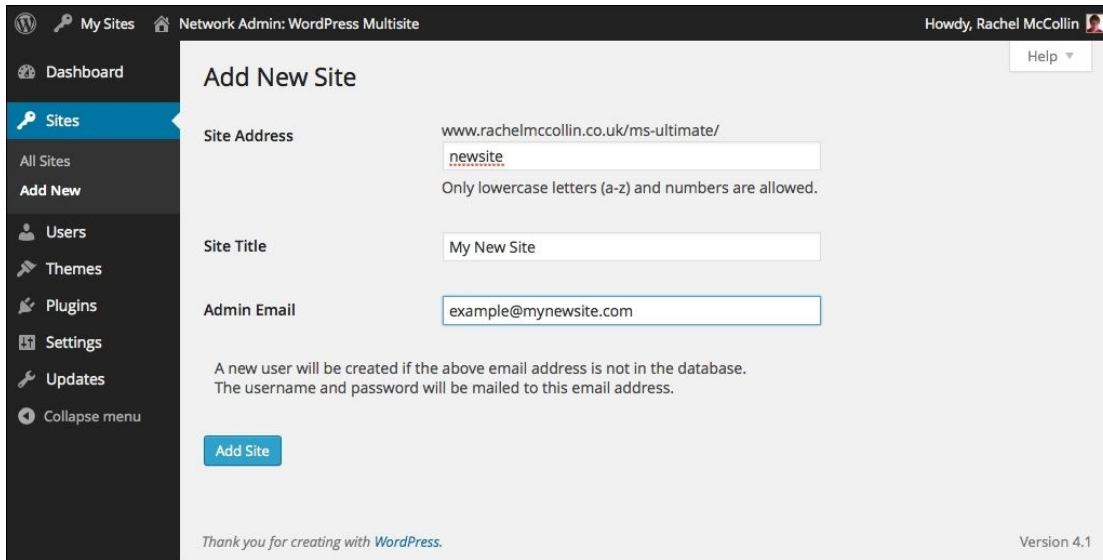 My Sites
Network Admin: WordPress Multisite
Howdy, Rachel McCollin
Help
Dashboard
Sites
All Sites
Add New
Users
Themes
Plugins
Settings
Updates
Collapse menu
Add New Site
Site Address
www.rachelmccollin.co.uk/ms-ultimate/
newsite
Only lowercase letters (a-z) and numbers are allowed.
Site Title
My New Site
Admin Email
example@mynewsite.com
A new user will be created if the above email address is not in the database.
The username and password will be mailed to this email address.
Add Site
Thank you for creating with WordPress.
Version 4.1